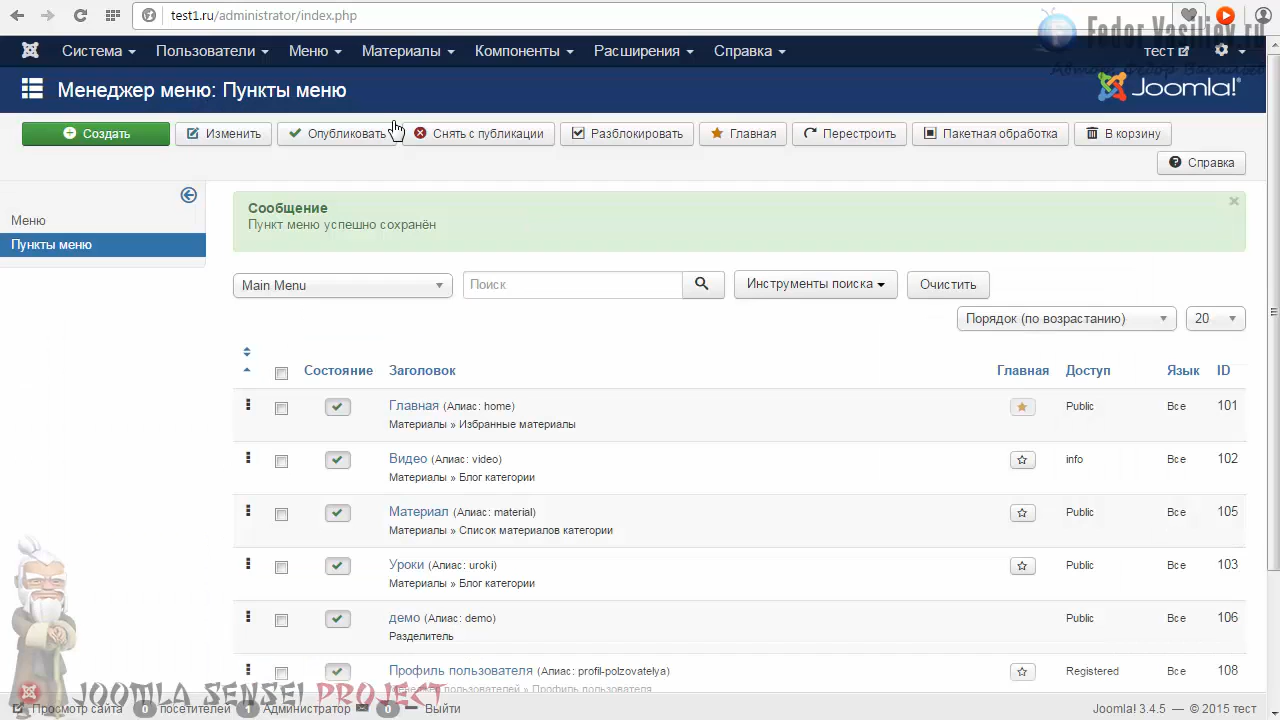 test1.ru/administrator/index.php
Fedor Vasiliev.ru
Система Пользователи Меню Материалы Компоненты Расширения Справка тест
Менеджер меню: Пункты меню
Joomla!
Создать Изменить Опубликовать Снять с публикации Разблокировать Главная Перестроить Пакетная обработка В корзину
Справка
Меню
Пункты меню
Сообщение
Пункт меню успешно сохранён
Main Menu Поиск Инструменты поиска Очистить
Порядок (по возрастанию) 20
Состояние Заголовок Главная Доступ Язык ID
Главная (Алиас: home) Public Все 101
Материалы » Избранные материалы
Видео (Алиас: video) info Все 102
Материалы » Блог категории
Материал (Алиас: material) Public Все 105
Материалы » Список материалов категории
Уроки (Алиас: uroki) Public Все 103
Материалы » Блог категории
демо (Алиас: demo) Public Все 106
Разделитель
Профиль пользователя (Алиас: profil-polzovatelya) Registered Все 108
пользователей » Профиль пользователя
JOOMLA SENSEI PROJECT
Просмотр сайта 0 посетителей 1 Администратор 0 Выйти
Joomla! 3.4.5 — © 2015 тест